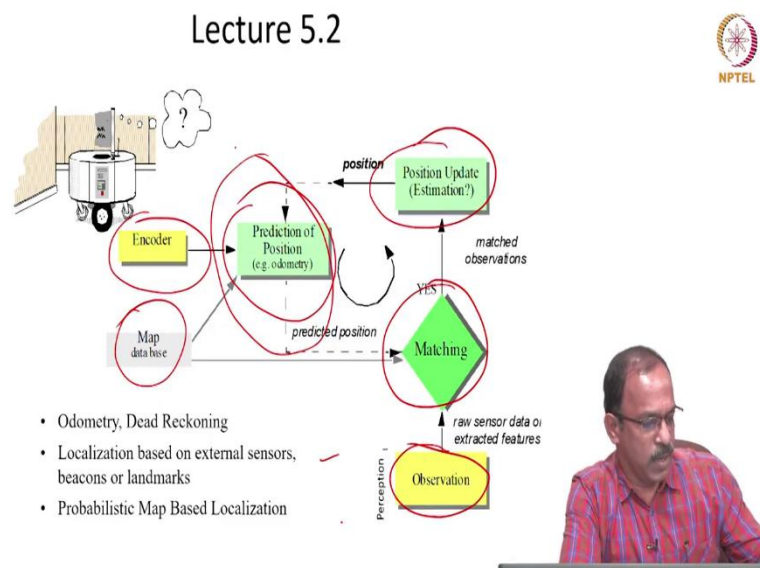 Lecture 5.2
NPTEL
?
position
Position Update
(Estimation?)
Encoder
Prediction of
Position
(e.g. odometry)
matched
observations
YES
Map
data base
predicted position
Matching
raw sensor data or
extracted features
Perception
Observation
• Odometry, Dead Reckoning
• Localization based on external sensors,
beacons or landmarks
• Probabilistic Map Based Localization